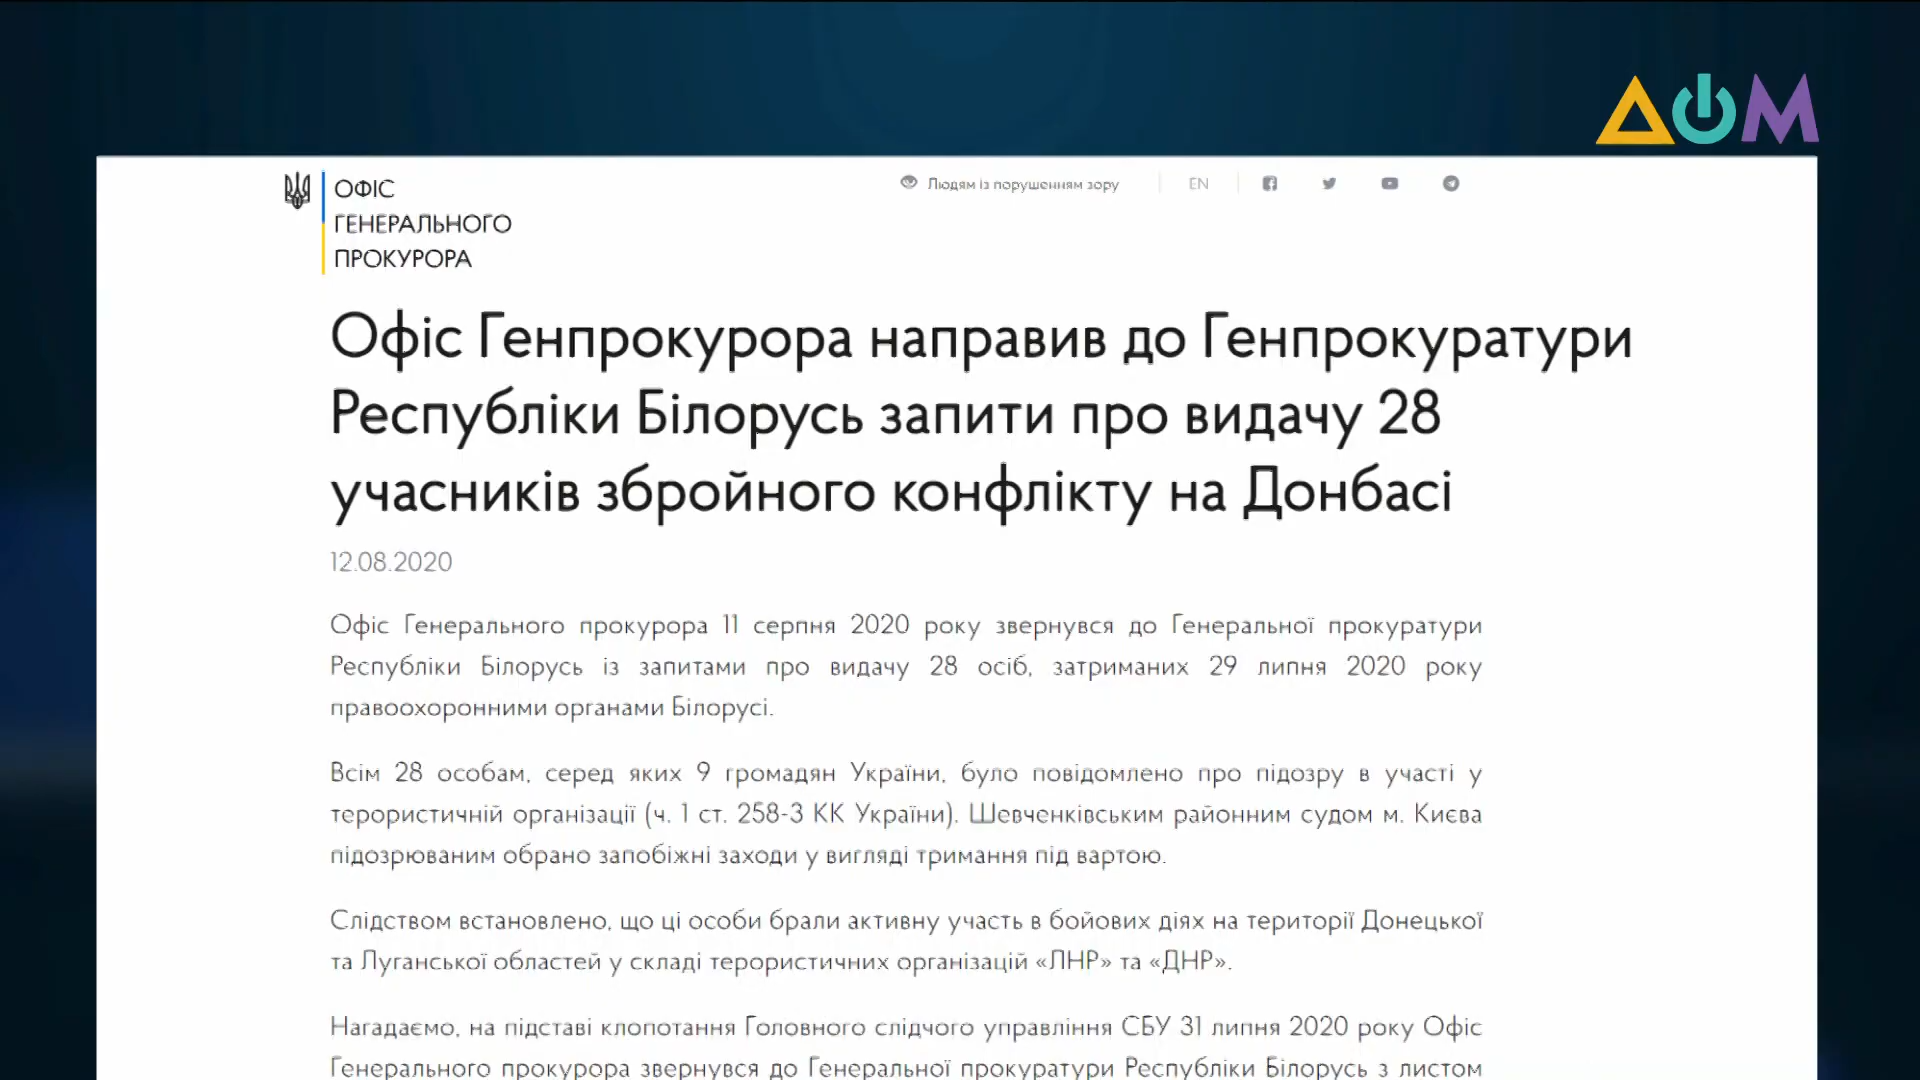 ДОМ
ОФІС
ГЕНЕРАЛЬНОГО
ПРОКУРОРА
Людям із порушенням зору
EN
Офіс Генпрокурора направив до Генпрокуратури
Республіки Білорусь запити про видачу 28
учасників збройного конфлікту на Донбасі
12.08.2020
Офіс Генерального прокурора 11 серпня 2020 року звернувся до Генеральної прокуратури
Республіки Білорусь із запитами про видачу 28 осіб, затриманих 29 липня 2020 року
правоохоронними органами Білорусі.
Всім 28 особам, серед яких 9 громадян України, було повідомлено про підозру в участі у
терористичній організації (ч. 1 ст. 258-3 КК України). Шевченківським районним судом м. Києва
підозрюваним обрано запобіжні заходи у вигляді тримання під вартою.
Слідством встановлено, що ці особи брали активну участь в бойових діях на території Донецької
та Луганської областей у складі терористичних організацій «ЛНР» та «ДНР».
Нагадаємо, на підставі клопотання Головного слідчого управління СБУ 31 липня 2020 року Офіс
Генерального прокурора звернувся до Генеральної прокуратури Республіки Білорусь з листом